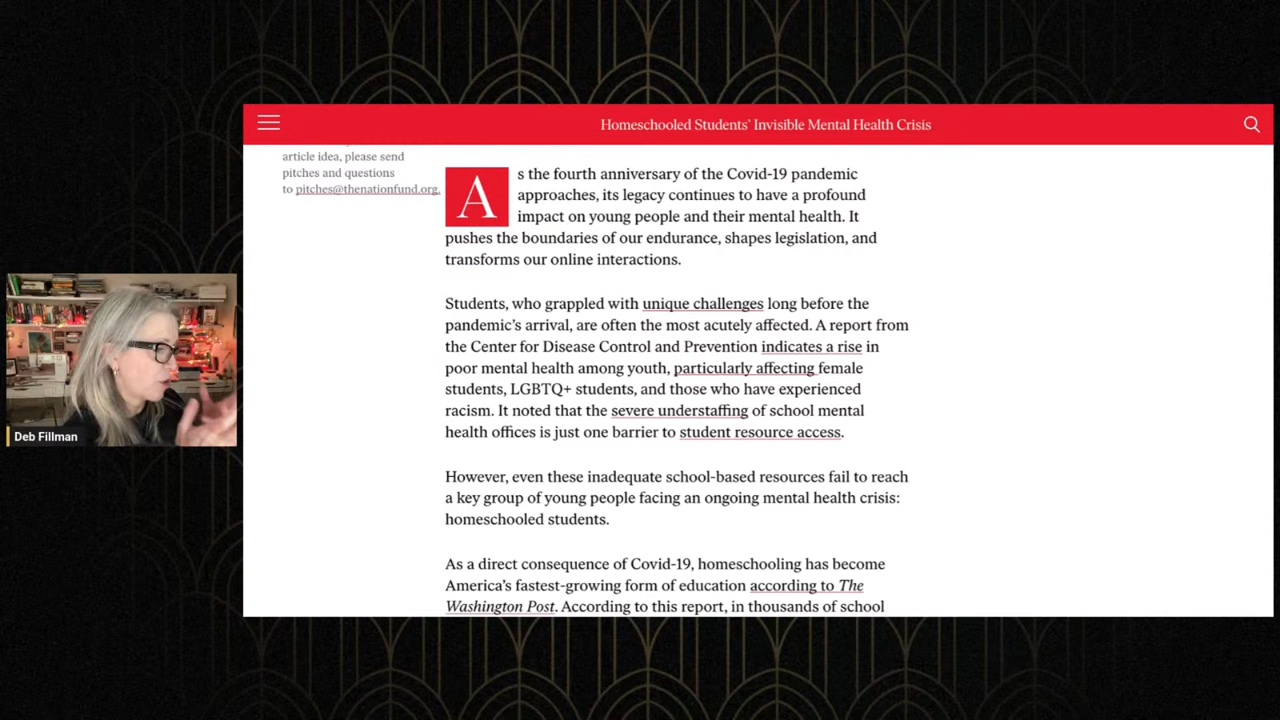 Homeschooled Students' Invisible Mental Health Crisis
article idea, please send
pitches and questions
to pitches@thenationfund.org.
As the fourth anniversary of the Covid-19 pandemic
approaches, its legacy continues to have a profound
impact on young people and their mental health. It
pushes the boundaries of our endurance, shapes legislation, and
transforms our online interactions.
Students, who grappled with unique challenges long before the
pandemic's arrival, are often the most acutely affected. A report from
the Center for Disease Control and Prevention indicates a rise in
poor mental health among youth, particularly affecting female
students, LGBTQ+ students, and those who have experienced
racism. It noted that the severe understaffing of school mental
health offices is just one barrier to student resource access.
However, even these inadequate school-based resources fail to reach
a key group of young people facing an ongoing mental health crisis:
homeschooled students.
As a direct consequence of Covid-19, homeschooling has become
America's fastest-growing form of education according to The
Washington Post. According to this report, in thousands of school
Deb Fillman